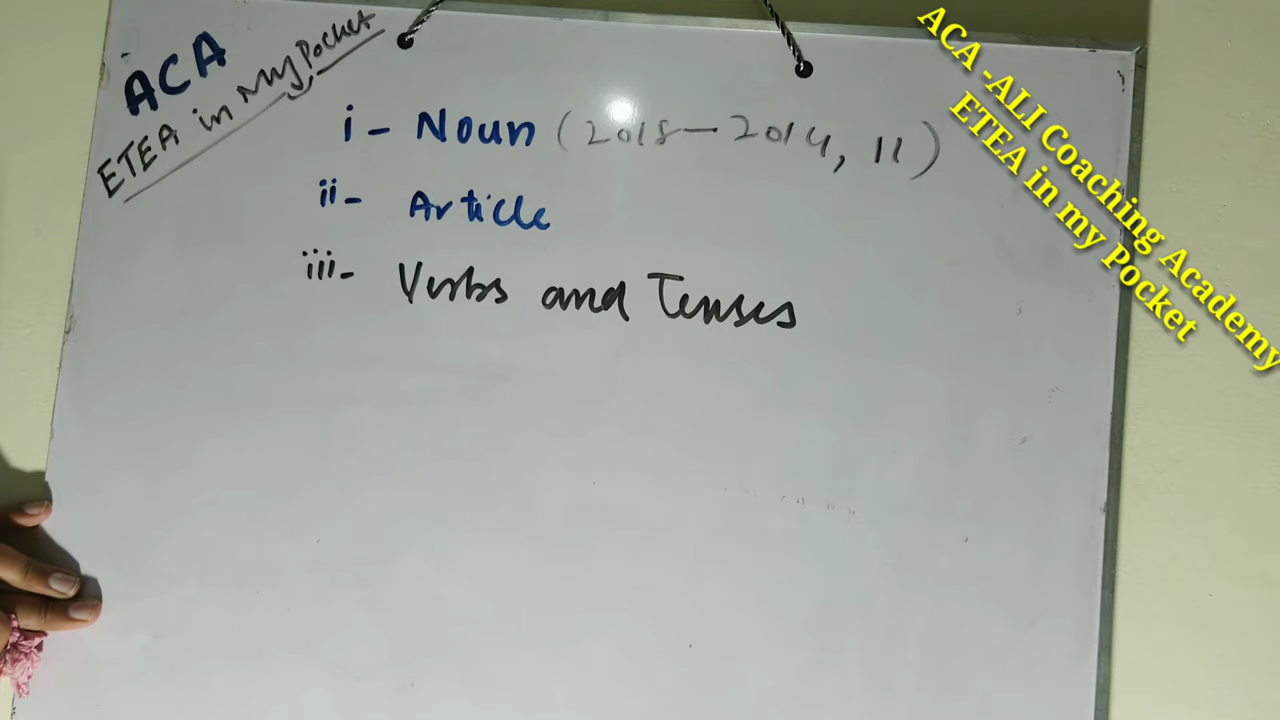 ACA
ETEA in My Pocket
i- Noun (2018-2014, 11)
ii- Article
iii- Verbs and Tenses
ACA -ALI Coaching Academy
ETEA in my Pocket